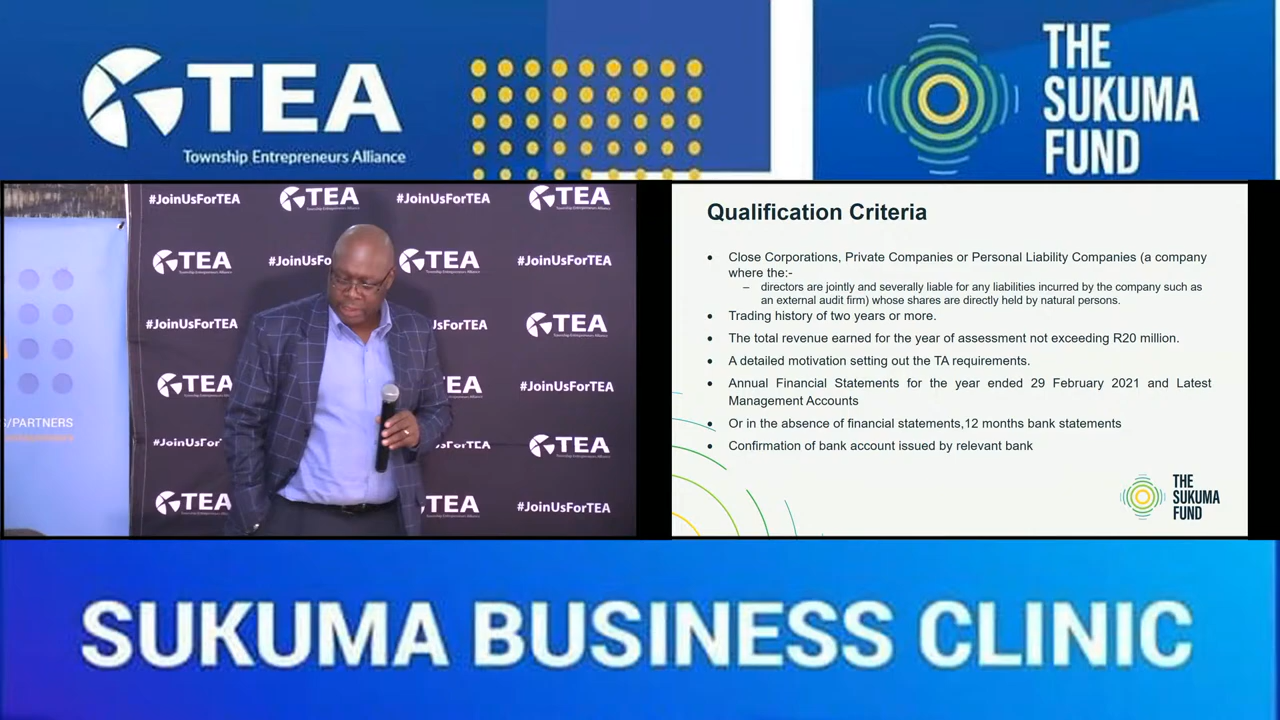 TEA
Township Entrepreneurs Alliance
THE
SUKUMA
FUND
#JoinUsForTEA
TEA
#JoinUsForTEA
TEA
TEA
#JoinUsFo
TEA
#JoinUsForTEA
#JoinUsForTEA
sForTEA
TEA
TEA
#JoinUsForTEA
S/PARTNERS
TEA
TEA
TEA
#JoinUsForTEA
Qualification Criteria
• Close Corporations, Private Companies or Personal Liability Companies (a company
where the:-
– directors are jointly and severally liable for any liabilities incurred by the company such as
an external audit firm) whose shares are directly held by natural persons.
• Trading history of two years or more.
• The total revenue earned for the year of assessment not exceeding R20 million.
• A detailed motivation setting out the TA requirements.
• Annual Financial Statements for the year ended 29 February 2021 and Latest
Management Accounts
• Or in the absence of financial statements,12 months bank statements
• Confirmation of bank account issued by relevant bank
THE
SUKUMA
FUND
SUKUMA BUSINESS CLINIC